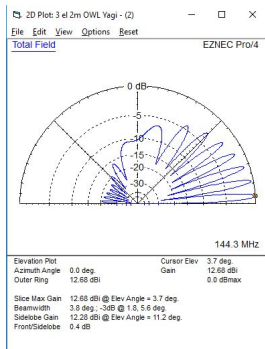 2D Plot: 3 el 2m OWL Yagi - (2)
File Edit View Options Reset
Total Field EZNEC Pro/4
0 dB
-5
-10
-15
-20
-30
144.3 MHz
Elevation Plot Cursor Elev 3.7 deg.
Azimuth Angle 0.0 deg. Gain 12.68 dBi
Outer Ring 12.68 dBi 0.0 dBmax
Slice Max Gain 12.68 dBi @ Elev Angle = 3.7 deg.
Beamwidth 3.8 deg.; -3dB @ 1.8, 5.6 deg.
Sidelobe Gain 12.28 dBi @ Elev Angle = 11.2 deg.
Front/Sidelobe 0.4 dB